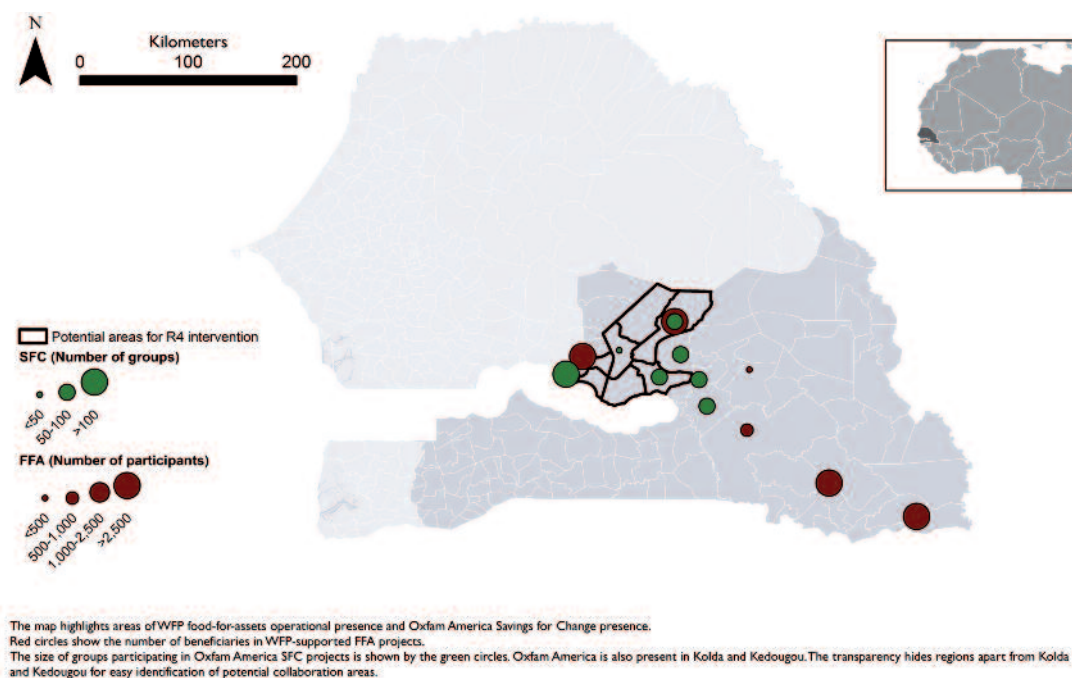 N
Kilometers
0 100 200
Potential areas for R4 intervention
SFC (Number of groups)
<50
50-100
>100
FFA (Number of participants)
<500
500-1,000
1,000-2,500
>2,500
The map highlights areas of WFP food-for-assets operational presence and Oxfam America Savings for Change presence.
Red circles show the number of beneficiaries in WFP-supported FFA projects.
The size of groups participating in Oxfam America SFC projects is shown by the green circles. Oxfam America is also present in Kolda and Kedougou. The transparency hides regions apart from Kolda
and Kedougou for easy identification of potential collaboration areas.